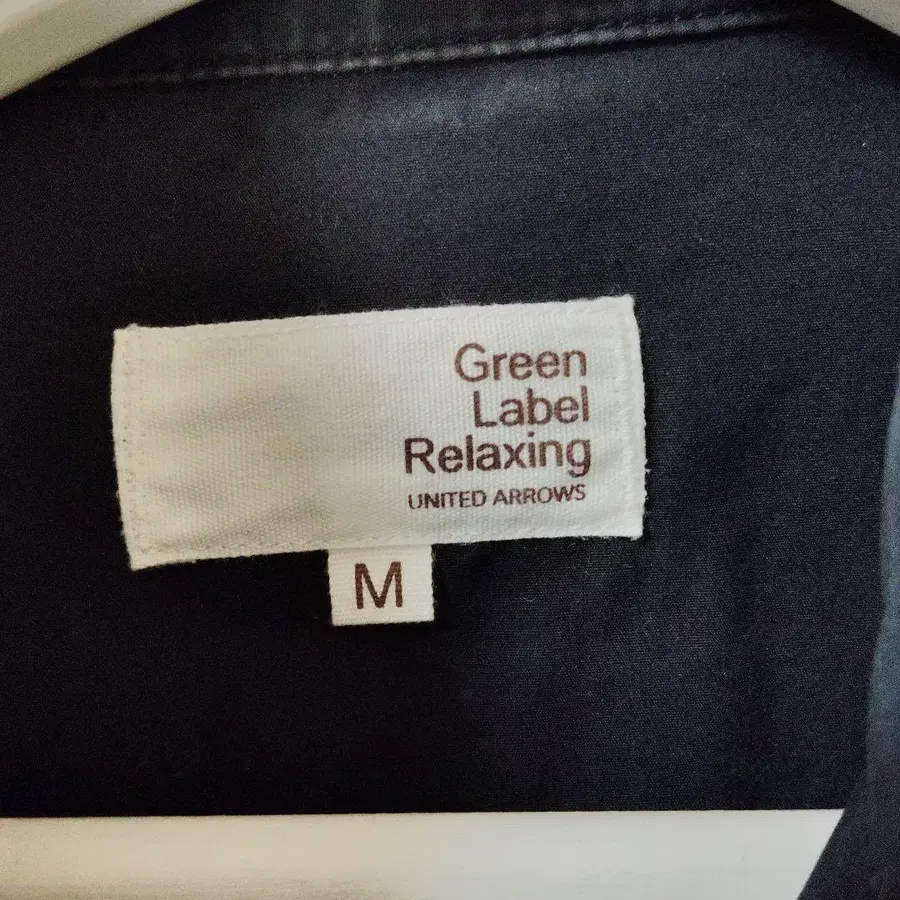 Green
Label
Relaxing
UNITED ARROWS
M